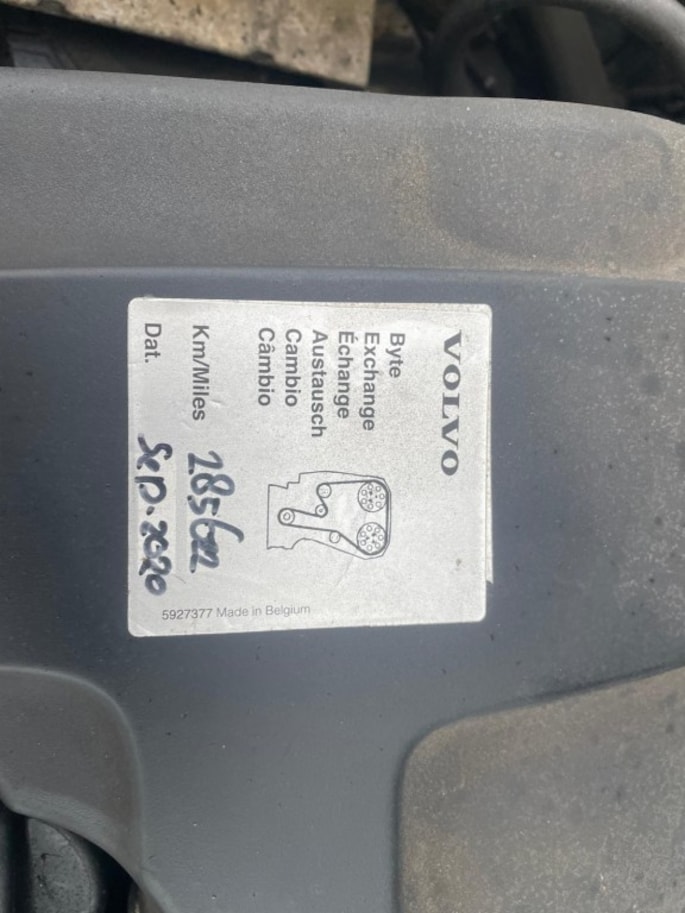 VOLVO
Byte
Exchange
Échange
Austausch
Cambio
Câmbio
Km/Miles 285622
Dat. Sep. 2020
5927377 Made in Belgium